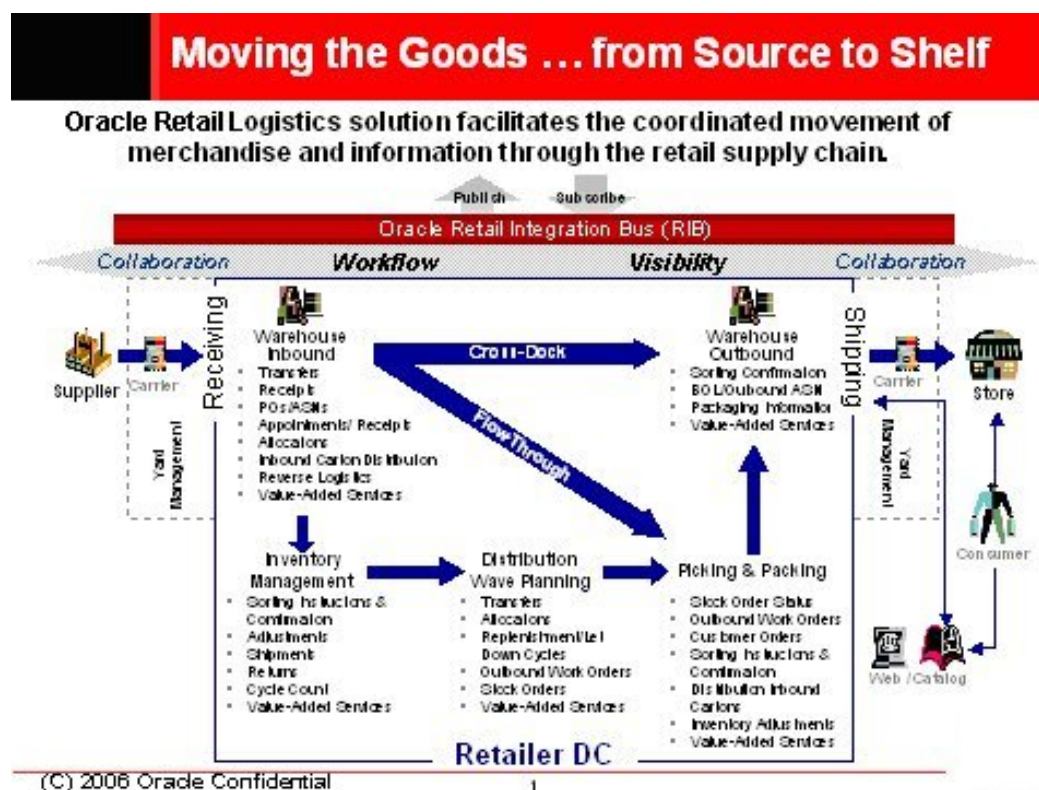 Moving the Goods ... from Source to Shelf
Oracle Retail Logistics solution facilitates the coordinated movement of
merchandise and information through the retail supply chain.
Publish
Subscribe
Oracle Retail Integration Bus (RIB)
Collaboration
Workflow
Visibility
Collaboration
Supplier
Carrier
Yard
Management
Receiving
Warehouse
Inbound
Transfers
Receipts
POs/ASNs
Appointments/ Receipts
Allocations
Inbound Carton Distribution
Reverse Logistics
Value-Added Services
Cross-Dock
Flow Through
Warehouse
Outbound
Sorting Confirmation
BOL/Outbound ASN
Packaging Information
Value-Added Services
Shipping
Carrier
Yard
Management
Store
Consumer
Web /Catalog
Inventory
Management
Sorting Instructions &
Confirmation
Adjustments
Shipments
Returns
Cycle Count
Value-Added Services
Distribution
Wave Planning
Transfers
Allocations
Replenishment/Let
Down Cycles
Outbound Work Orders
Stock Orders
Value-Added Services
Picking & Packing
Stock Order Status
Outbound Work Orders
Customer Orders
Sorting Instructions &
Confirmation
Distribution Inbound
Cartons
Inventory Adjustments
Value-Added Services
Retailer DC
(C) 2006 Oracle Confidential
1